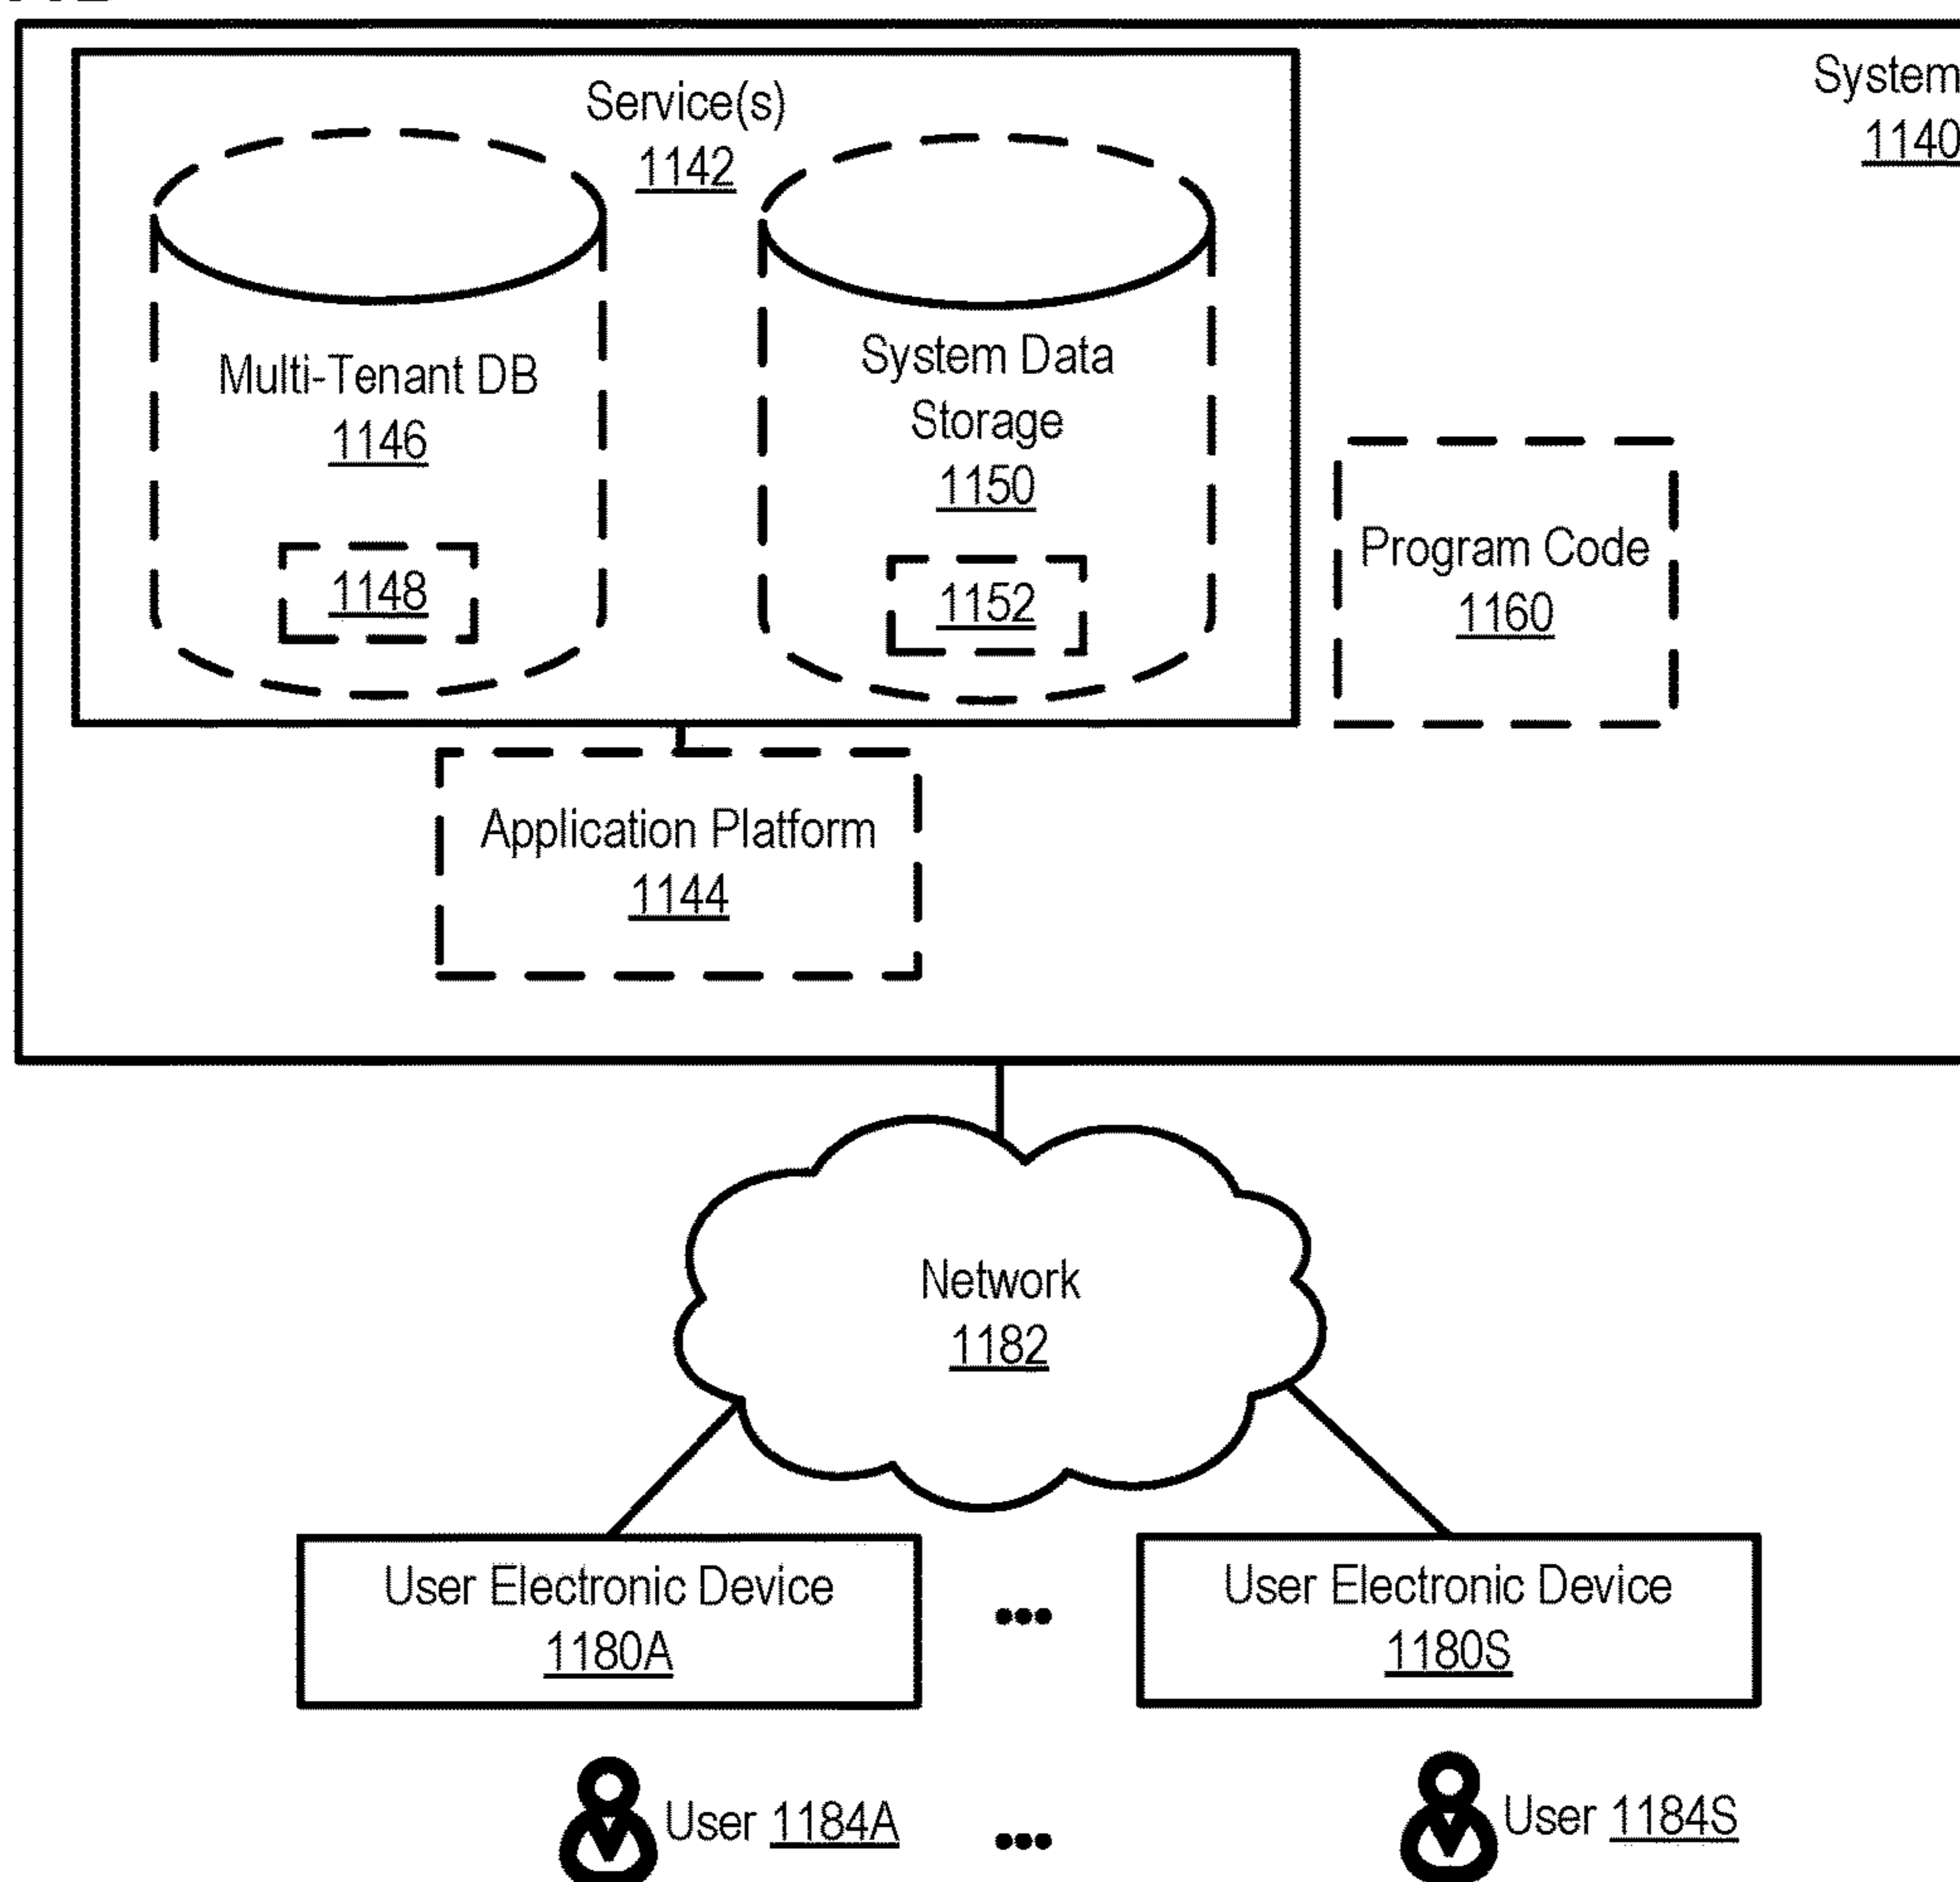 System
1140
Service(s)
1142
Multi-Tenant DB
1146
1148
System Data
Storage
1150
1152
Program Code
1160
Application Platform
1144
Network
1182
User Electronic Device
1180A
•••
User Electronic Device
1180S
User 1184A
•••
User 1184S